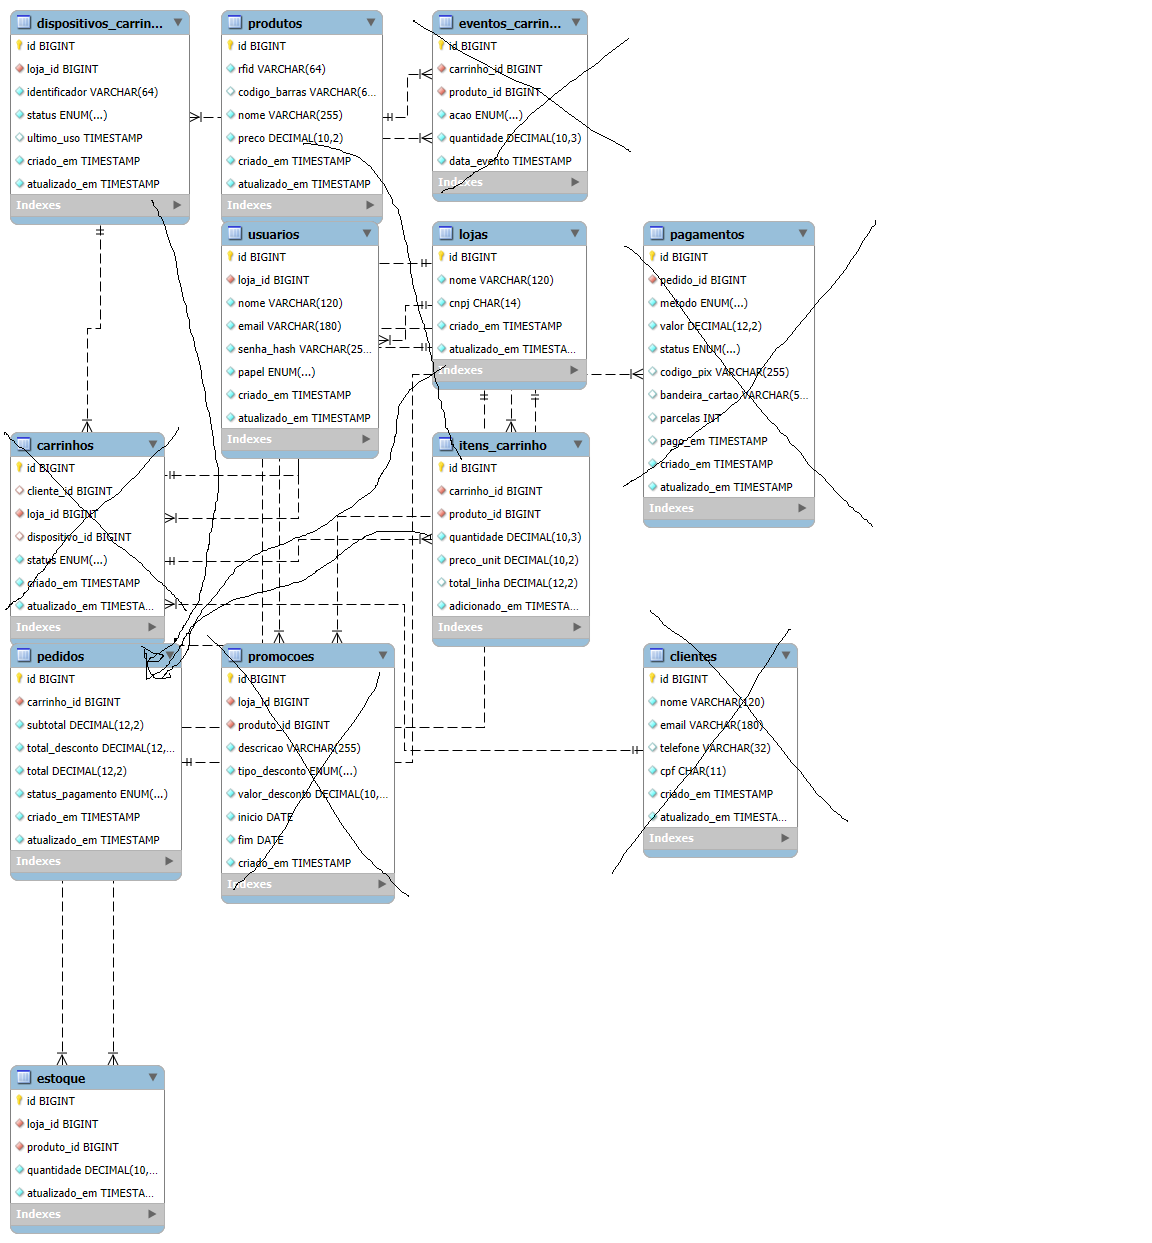 dispositivos_carrin...
id BIGINT
loja_id BIGINT
identificador VARCHAR(64)
status ENUM(...)
ultimo_uso TIMESTAMP
criado_em TIMESTAMP
atualizado_em TIMESTAMP
Indexes
produtos
id BIGINT
rfid VARCHAR(64)
codigo_barras VARCHAR(6...
nome VARCHAR(255)
preco DECIMAL(10,2)
criado_em TIMESTAMP
atualizado_em TIMESTAMP
Indexes
eventos_carrin...
id BIGINT
carrinho_id BIGINT
produto_id BIGINT
acao ENUM(...)
quantidade DECIMAL(10,3)
data_evento TIMESTAMP
Indexes
usuarios
id BIGINT
loja_id BIGINT
nome VARCHAR(120)
email VARCHAR(180)
senha_hash VARCHAR(25...
papel ENUM(...)
criado_em TIMESTAMP
atualizado_em TIMESTAMP
Indexes
lojas
id BIGINT
nome VARCHAR(120)
cnpj CHAR(14)
criado_em TIMESTAMP
atualizado_em TIMESTA...
Indexes
pagamentos
id BIGINT
pedido_id BIGINT
metodo ENUM(...)
valor DECIMAL(12,2)
status ENUM(...)
codigo_pix VARCHAR(255)
bandeira_cartao VARCHAR(5...
parcelas INT
pago_em TIMESTAMP
criado_em TIMESTAMP
atualizado_em TIMESTAMP
Indexes
carrinhos
id BIGINT
cliente_id BIGINT
loja_id BIGINT
dispositivo_id BIGINT
status ENUM(...)
criado_em TIMESTAMP
atualizado_em TIMESTA...
Indexes
itens_carrinho
id BIGINT
carrinho_id BIGINT
produto_id BIGINT
quantidade DECIMAL(10,3)
preco_unit DECIMAL(10,2)
total_linha DECIMAL(12,2)
adicionado_em TIMESTA...
Indexes
pedidos
id BIGINT
carrinho_id BIGINT
subtotal DECIMAL(12,2)
total_desconto DECIMAL(12,...
total DECIMAL(12,2)
status_pagamento ENUM(...)
criado_em TIMESTAMP
atualizado_em TIMESTAMP
Indexes
promocoes
id BIGINT
loja_id BIGINT
produto_id BIGINT
descricao VARCHAR(255)
tipo_desconto ENUM(...)
valor_desconto DECIMAL(10,...
inicio DATE
fim DATE
criado_em TIMESTAMP
Indexes
clientes
id BIGINT
nome VARCHAR(120)
email VARCHAR(180)
telefone VARCHAR(32)
cpf CHAR(11)
criado_em TIMESTAMP
atualizado_em TIMESTA...
Indexes
estoque
id BIGINT
loja_id BIGINT
produto_id BIGINT
quantidade DECIMAL(10,...
atualizado_em TIMESTA...
Indexes